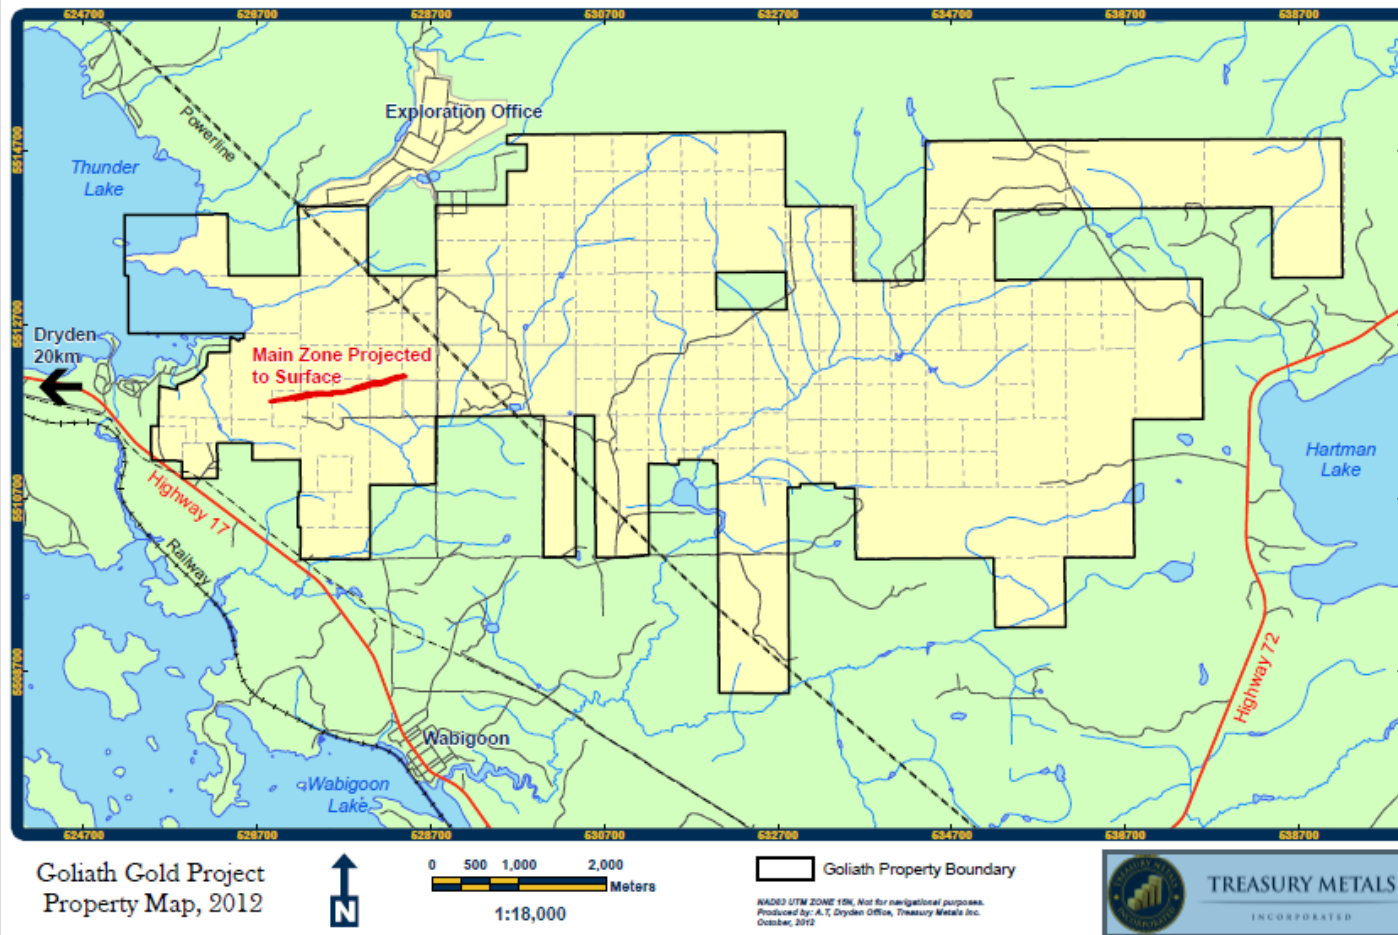 524700 526700 528700 530700 532700 534700 536700 538700
5514700
5512700
5510700
5508700
Powerline
Exploration Office
Thunder
Lake
Dryden
20km
Main Zone Projected
to Surface
Hartman
Lake
Highway 17
Railway
Highway 72
Wabigoon
Wabigoon
Lake
524700 526700 528700 530700 532700 534700 536700 538700
Goliath Gold Project
Property Map, 2012
N
0 500 1,000 2,000
Meters
1:18,000
Goliath Property Boundary
NAD83 UTM ZONE 15N, Not for navigational purposes.
Produced by: A.T, Dryden Office, Treasury Metals Inc.
October, 2012
TREASURY METALS
INCORPORATED
TREASURY METALS
INCORPORATED